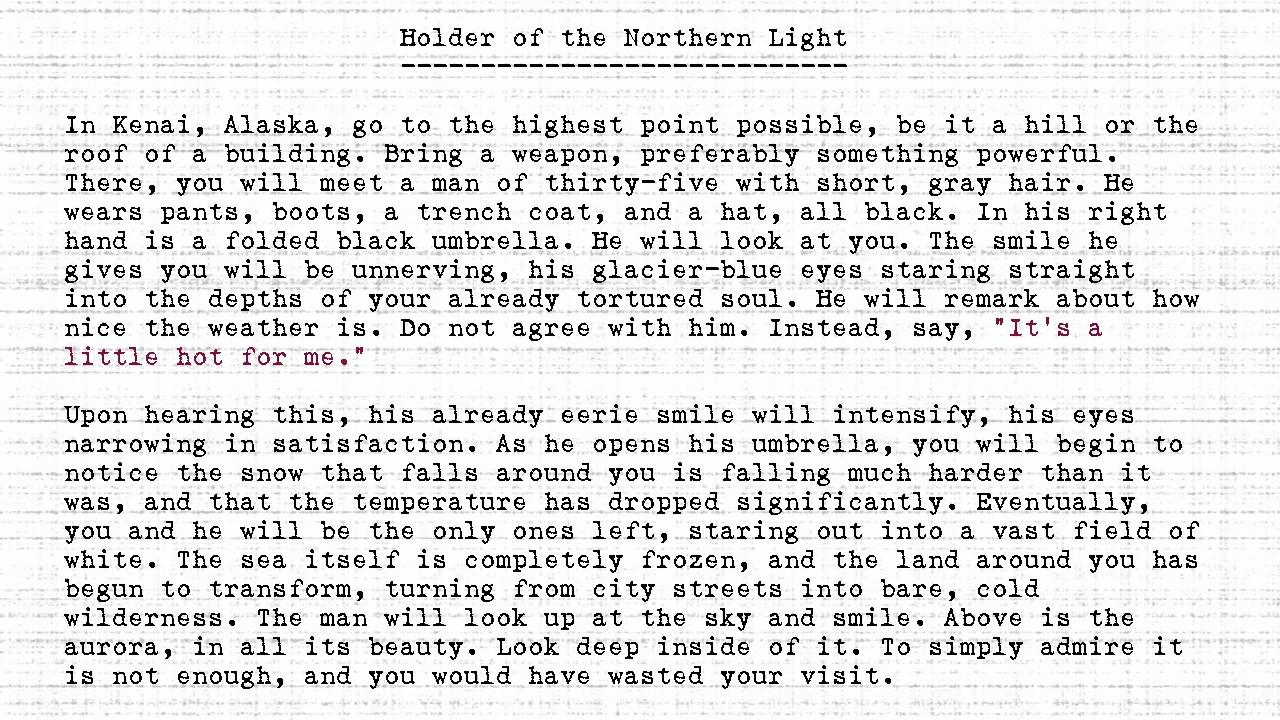 Holder of the Northern Light
----------------------------
In Kenai, Alaska, go to the highest point possible, be it a hill or the
roof of a building. Bring a weapon, preferably something powerful.
There, you will meet a man of thirty-five with short, gray hair. He
wears pants, boots, a trench coat, and a hat, all black. In his right
hand is a folded black umbrella. He will look at you. The smile he
gives you will be unnerving, his glacier-blue eyes staring straight
into the depths of your already tortured soul. He will remark about how
nice the weather is. Do not agree with him. Instead, say, "It's a
little hot for me."
Upon hearing this, his already eerie smile will intensify, his eyes
narrowing in satisfaction. As he opens his umbrella, you will begin to
notice the snow that falls around you is falling much harder than it
was, and that the temperature has dropped significantly. Eventually,
you and he will be the only ones left, staring out into a vast field of
white. The sea itself is completely frozen, and the land around you has
begun to transform, turning from city streets into bare, cold
wilderness. The man will look up at the sky and smile. Above is the
aurora, in all its beauty. Look deep inside of it. To simply admire it
is not enough, and you would have wasted your visit.